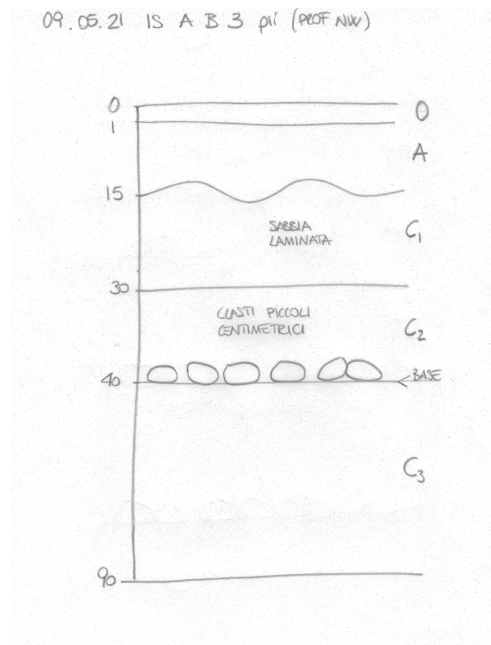 09.05.21 IS A B 3 pii (PROF NW)
0 O
1
A
15
SABBIA
LAMINATA
C1
30
CLASTI PICCOLI
CENTIMETRICI
C2
40
BASE
C3
90